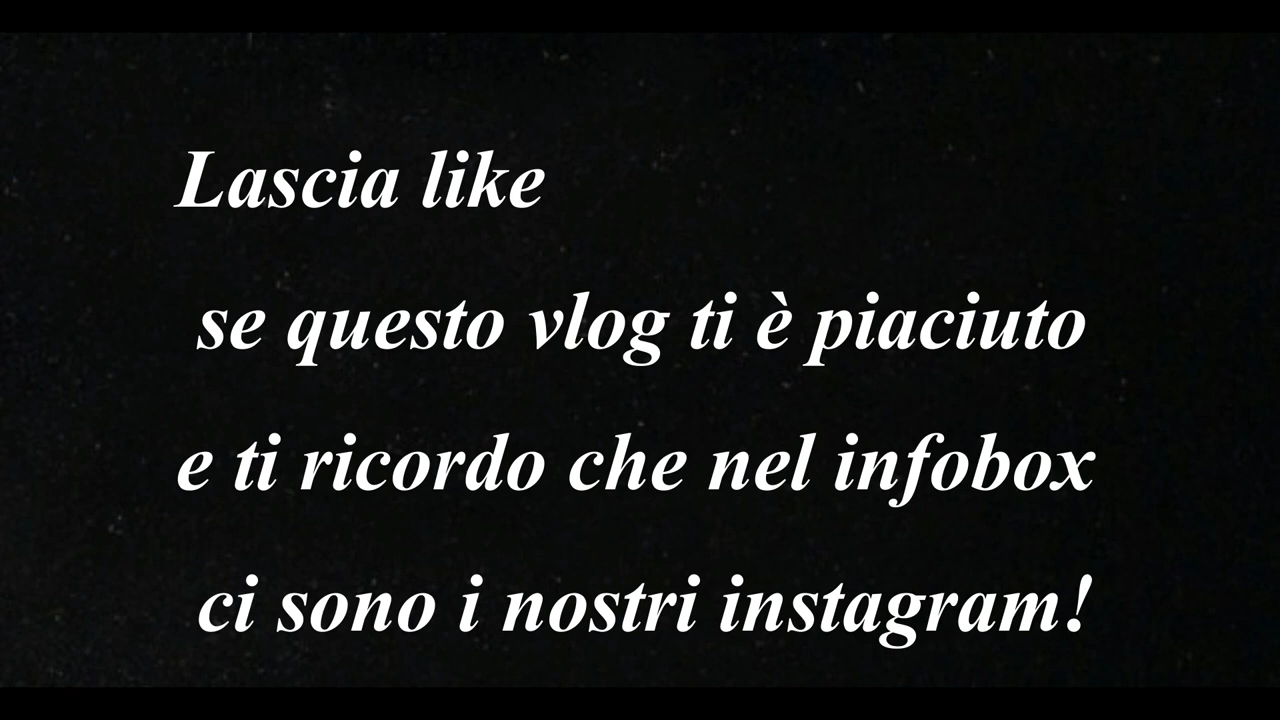 Lascia like
se questo vlog ti è piaciuto
e ti ricordo che nel infobox
ci sono i nostri instagram!